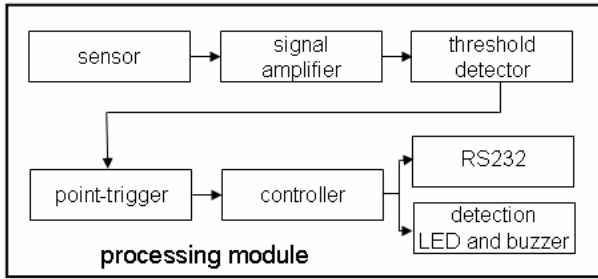 sensor
signal
amplifier
threshold
detector
point-trigger
controller
RS232
detection
LED and buzzer
processing module